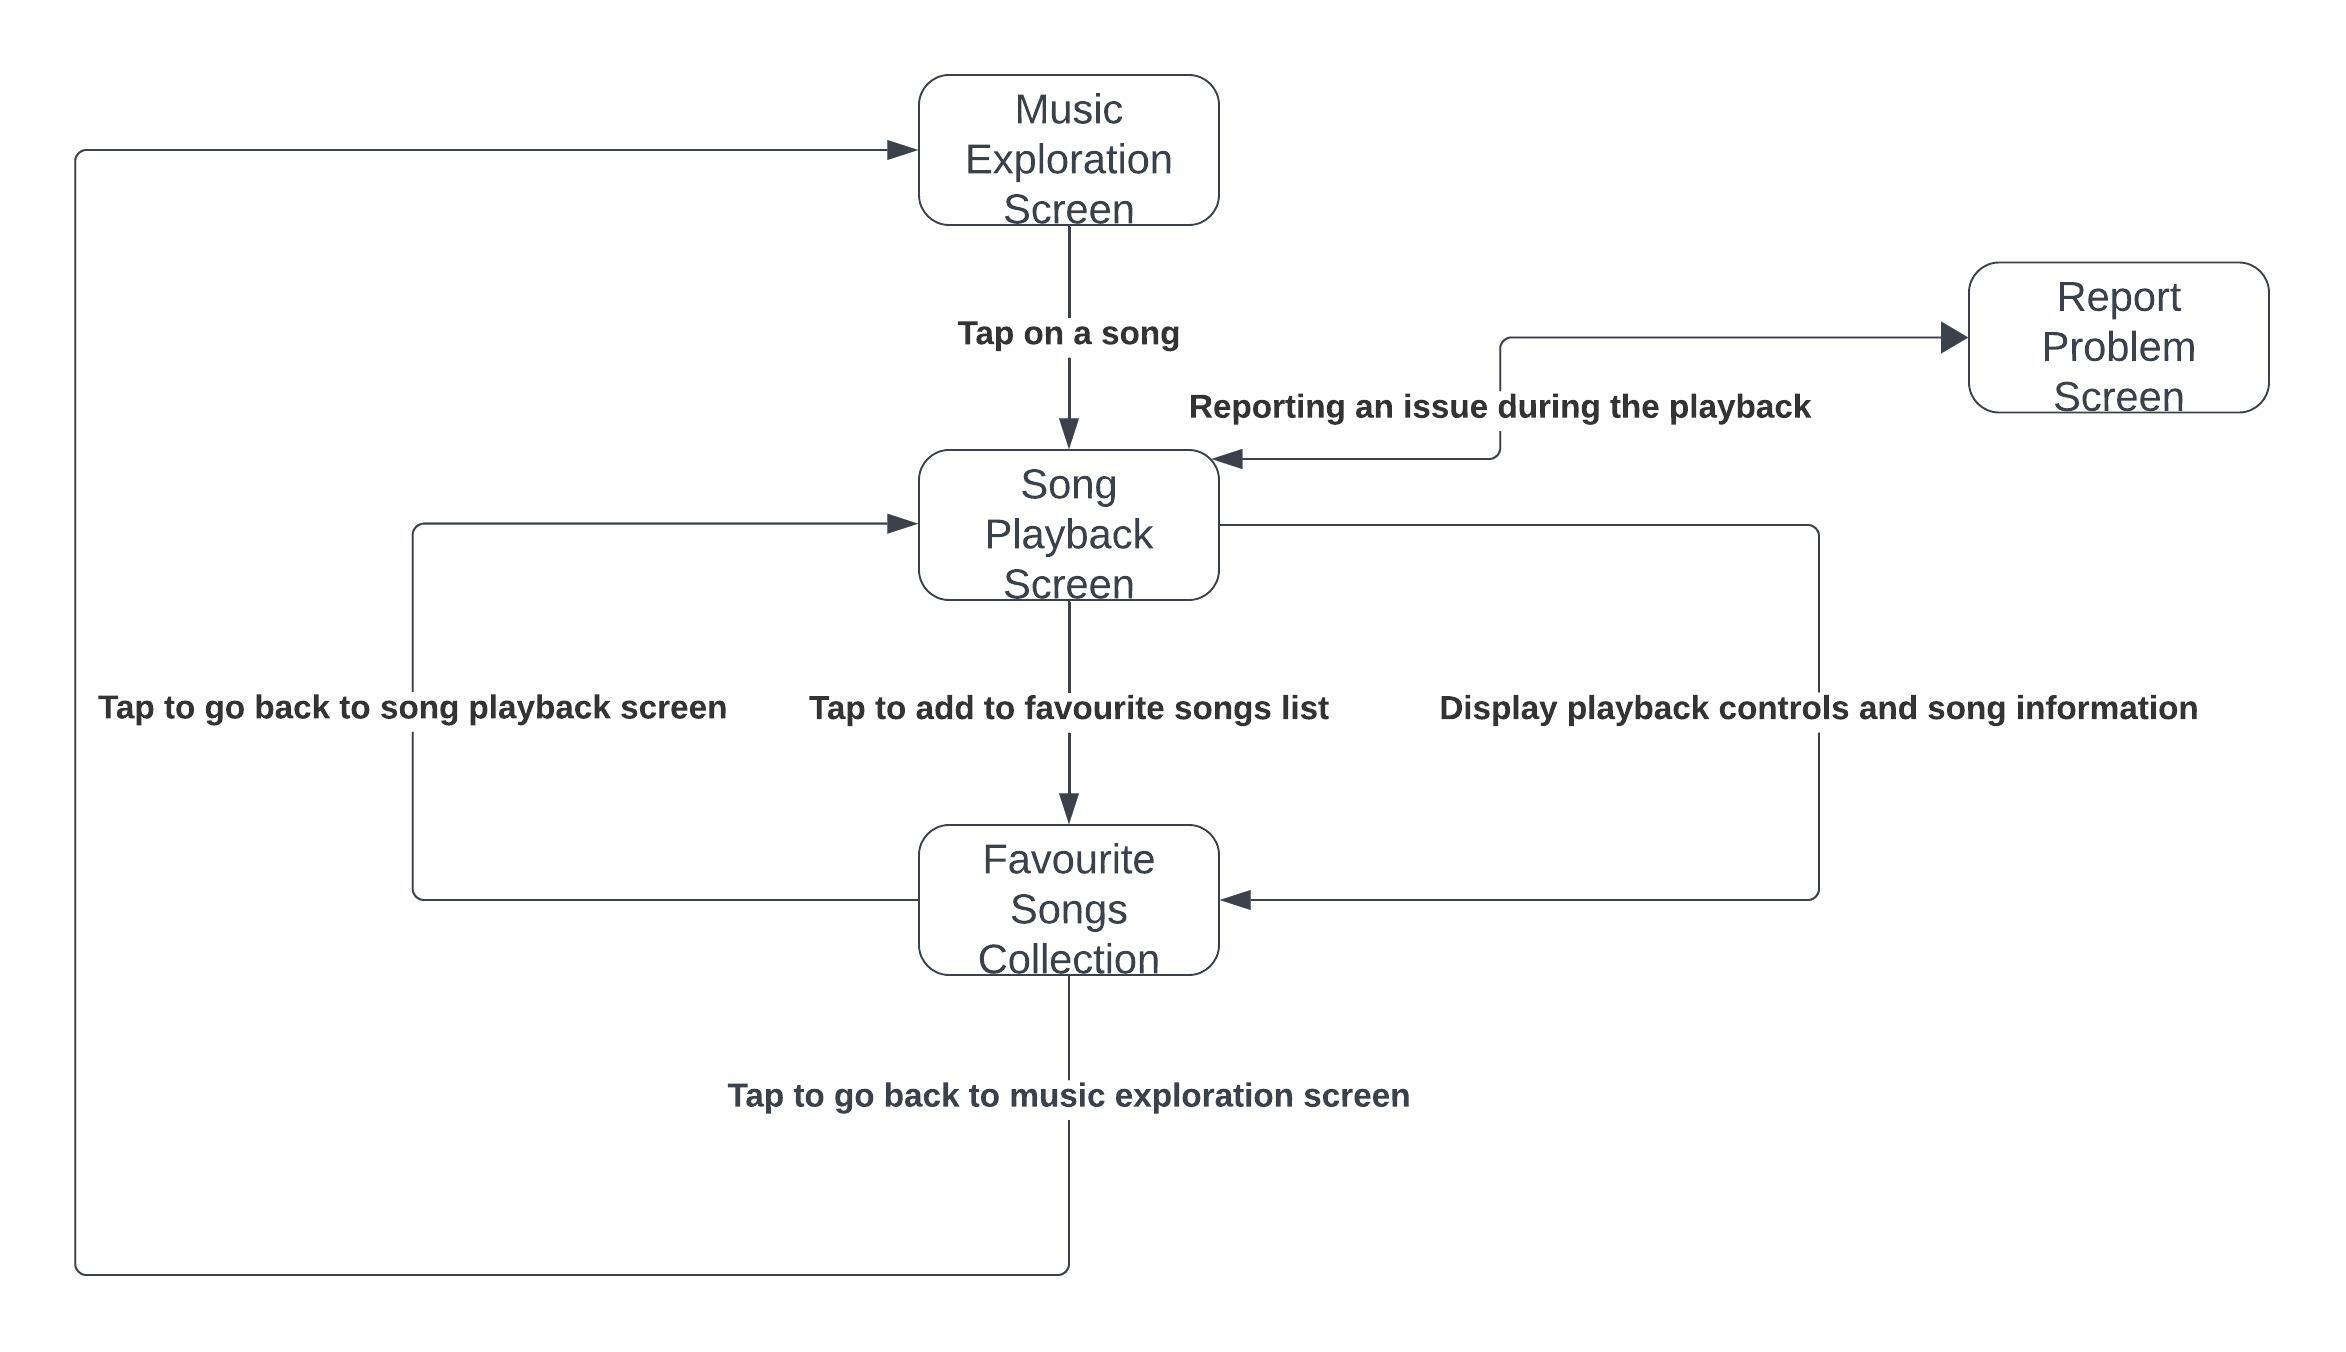 Music
Exploration
Screen
Report
Problem
Screen
Tap on a song
Reporting an issue during the playback
Song
Playback
Screen
Tap to go back to song playback screen
Tap to add to favourite songs list
Display playback controls and song information
Favourite
Songs
Collection
Tap to go back to music exploration screen